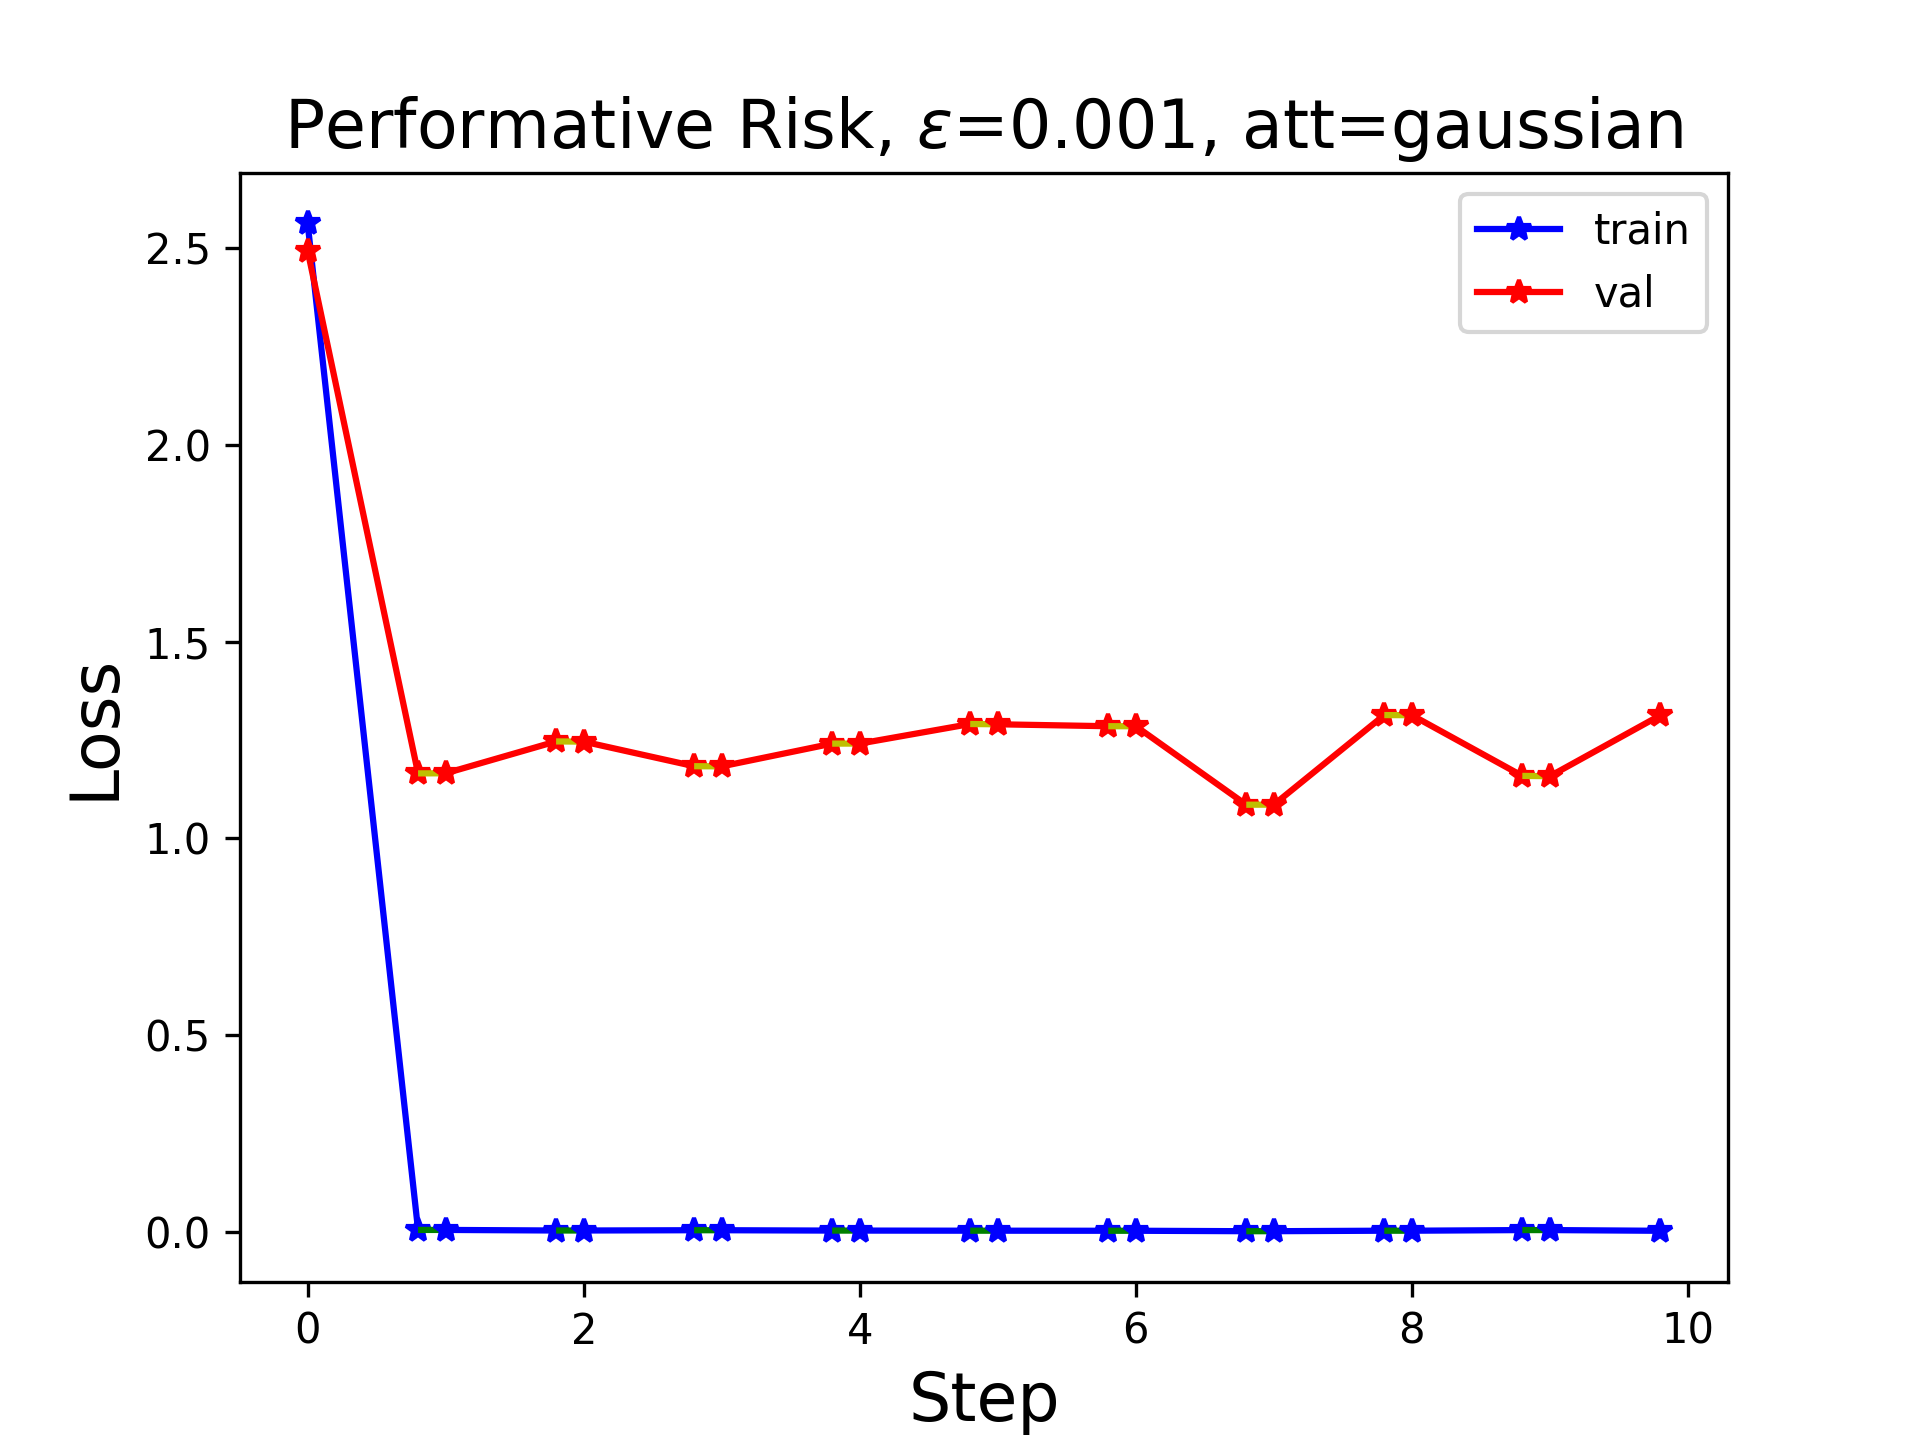 Performative Risk, ε=0.001, att=gaussian
train
val
2.5
2.0
1.5
1.0
0.5
0.0
Loss
0 2 4 6 8 10
Step